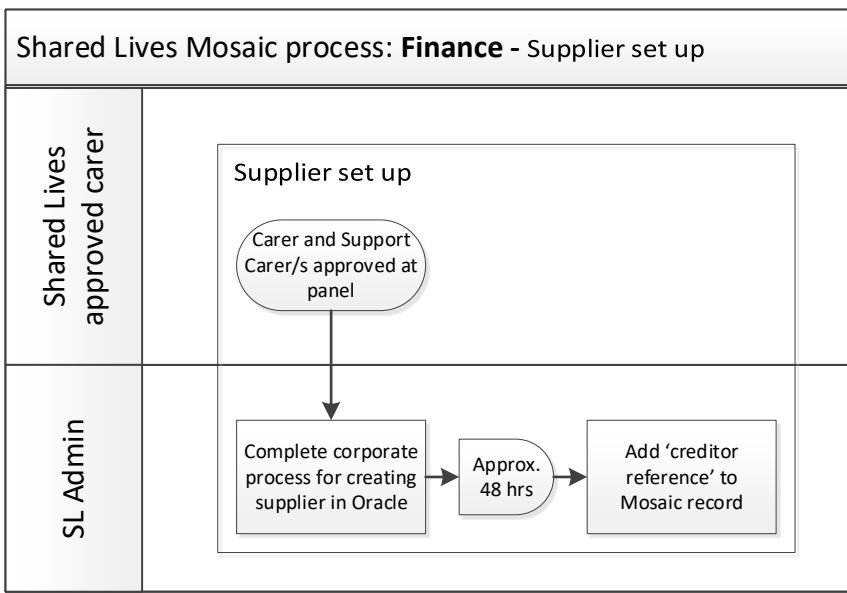 Shared Lives Mosaic process: Finance - Supplier set up
Shared Lives
approved carer
Supplier set up
Carer and Support
Carer/s approved at
panel
SL Admin
Complete corporate
process for creating
supplier in Oracle
Approx.
48 hrs
Add ‘creditor
reference’ to
Mosaic record